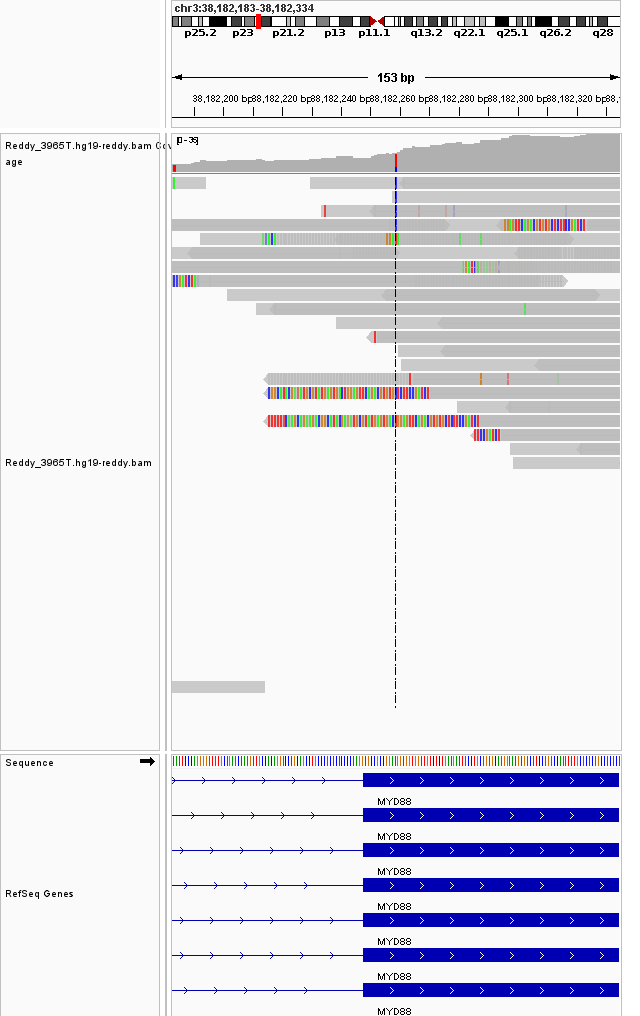 chr3:38,182,183-38,182,334
p25.2 p23 p21.2 p13 p11.1 q13.2 q22.1 q25.1 q26.2 q28
153 bp
38,182,200 bp 38,182,220 bp 38,182,240 bp 38,182,260 bp 38,182,280 bp 38,182,300 bp 38,182,320 bp
Reddy_3965T.hg19-reddy.bam Cov
age
Reddy_3965T.hg19-reddy.bam
Sequence
MYD88
MYD88
MYD88
RefSeq Genes
MYD88
MYD88
MYD88
MYD88